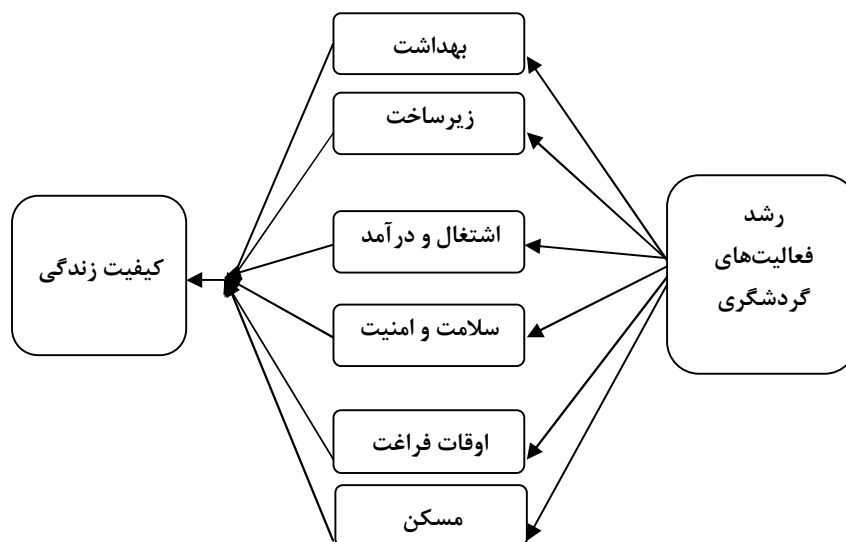 بهداشت
زیرساخت
رشد
فعالیت‌های
گردشگری
اشتغال و درآمد
کیفیت زندگی
سلامت و امنیت
اوقات فراغت
مسکن